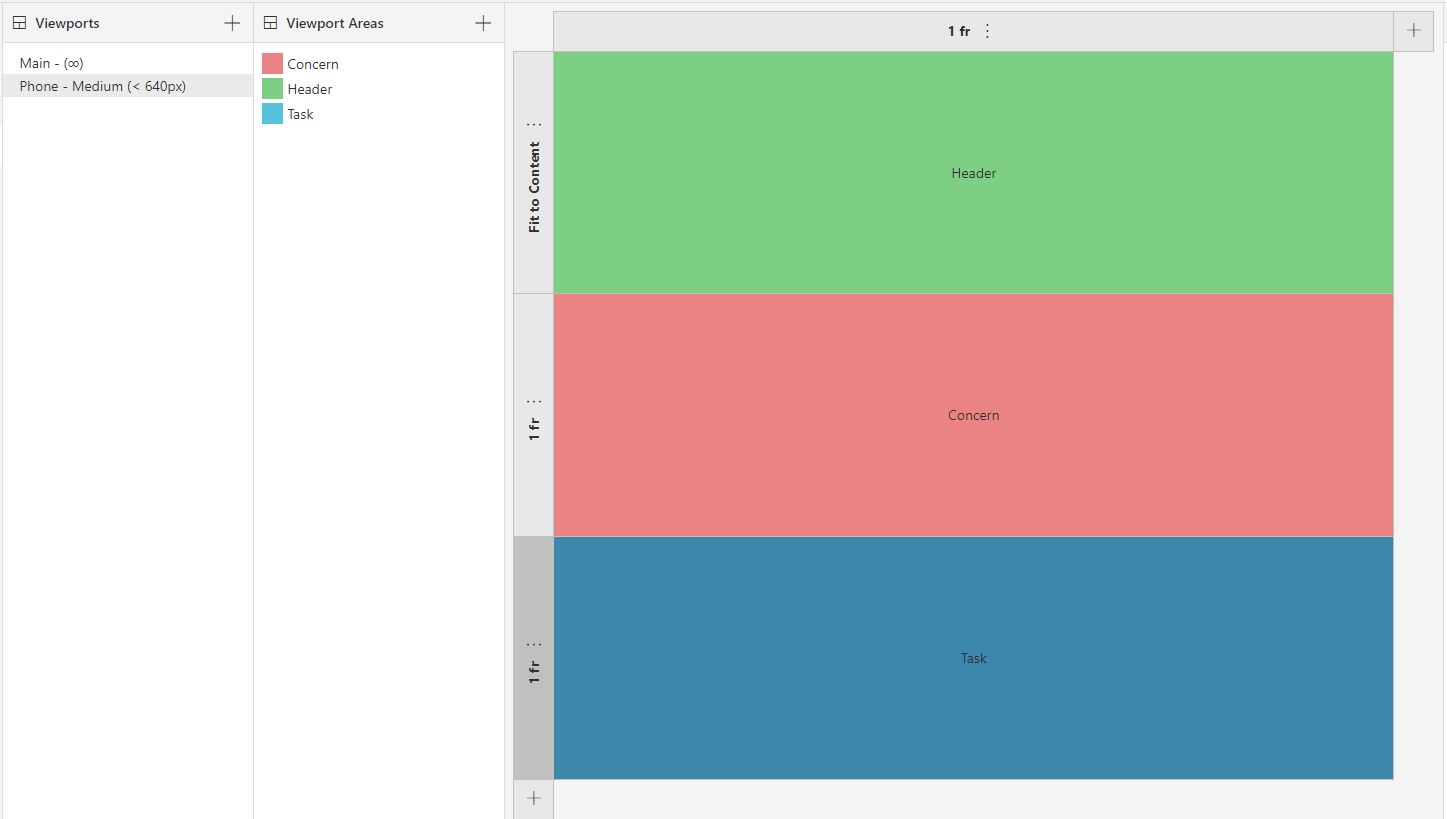 Viewports
Main - (∞)
Phone - Medium (< 640px)
Viewport Areas
Concern
Header
Task
1 fr
Fit to Content
Header
1 fr
Concern
1 fr
Task